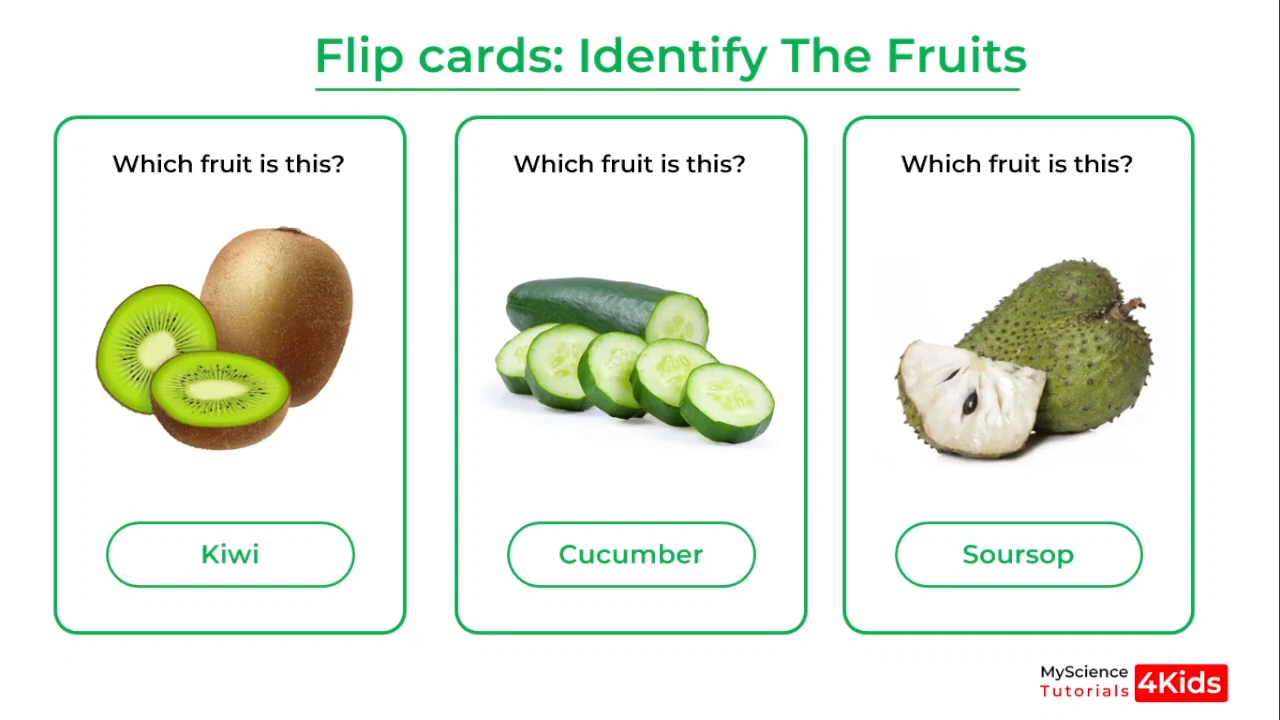 Flip cards: Identify The Fruits
Which fruit is this?
Kiwi
Which fruit is this?
Cucumber
Which fruit is this?
Soursop
MyScience
Tutorials
4Kids